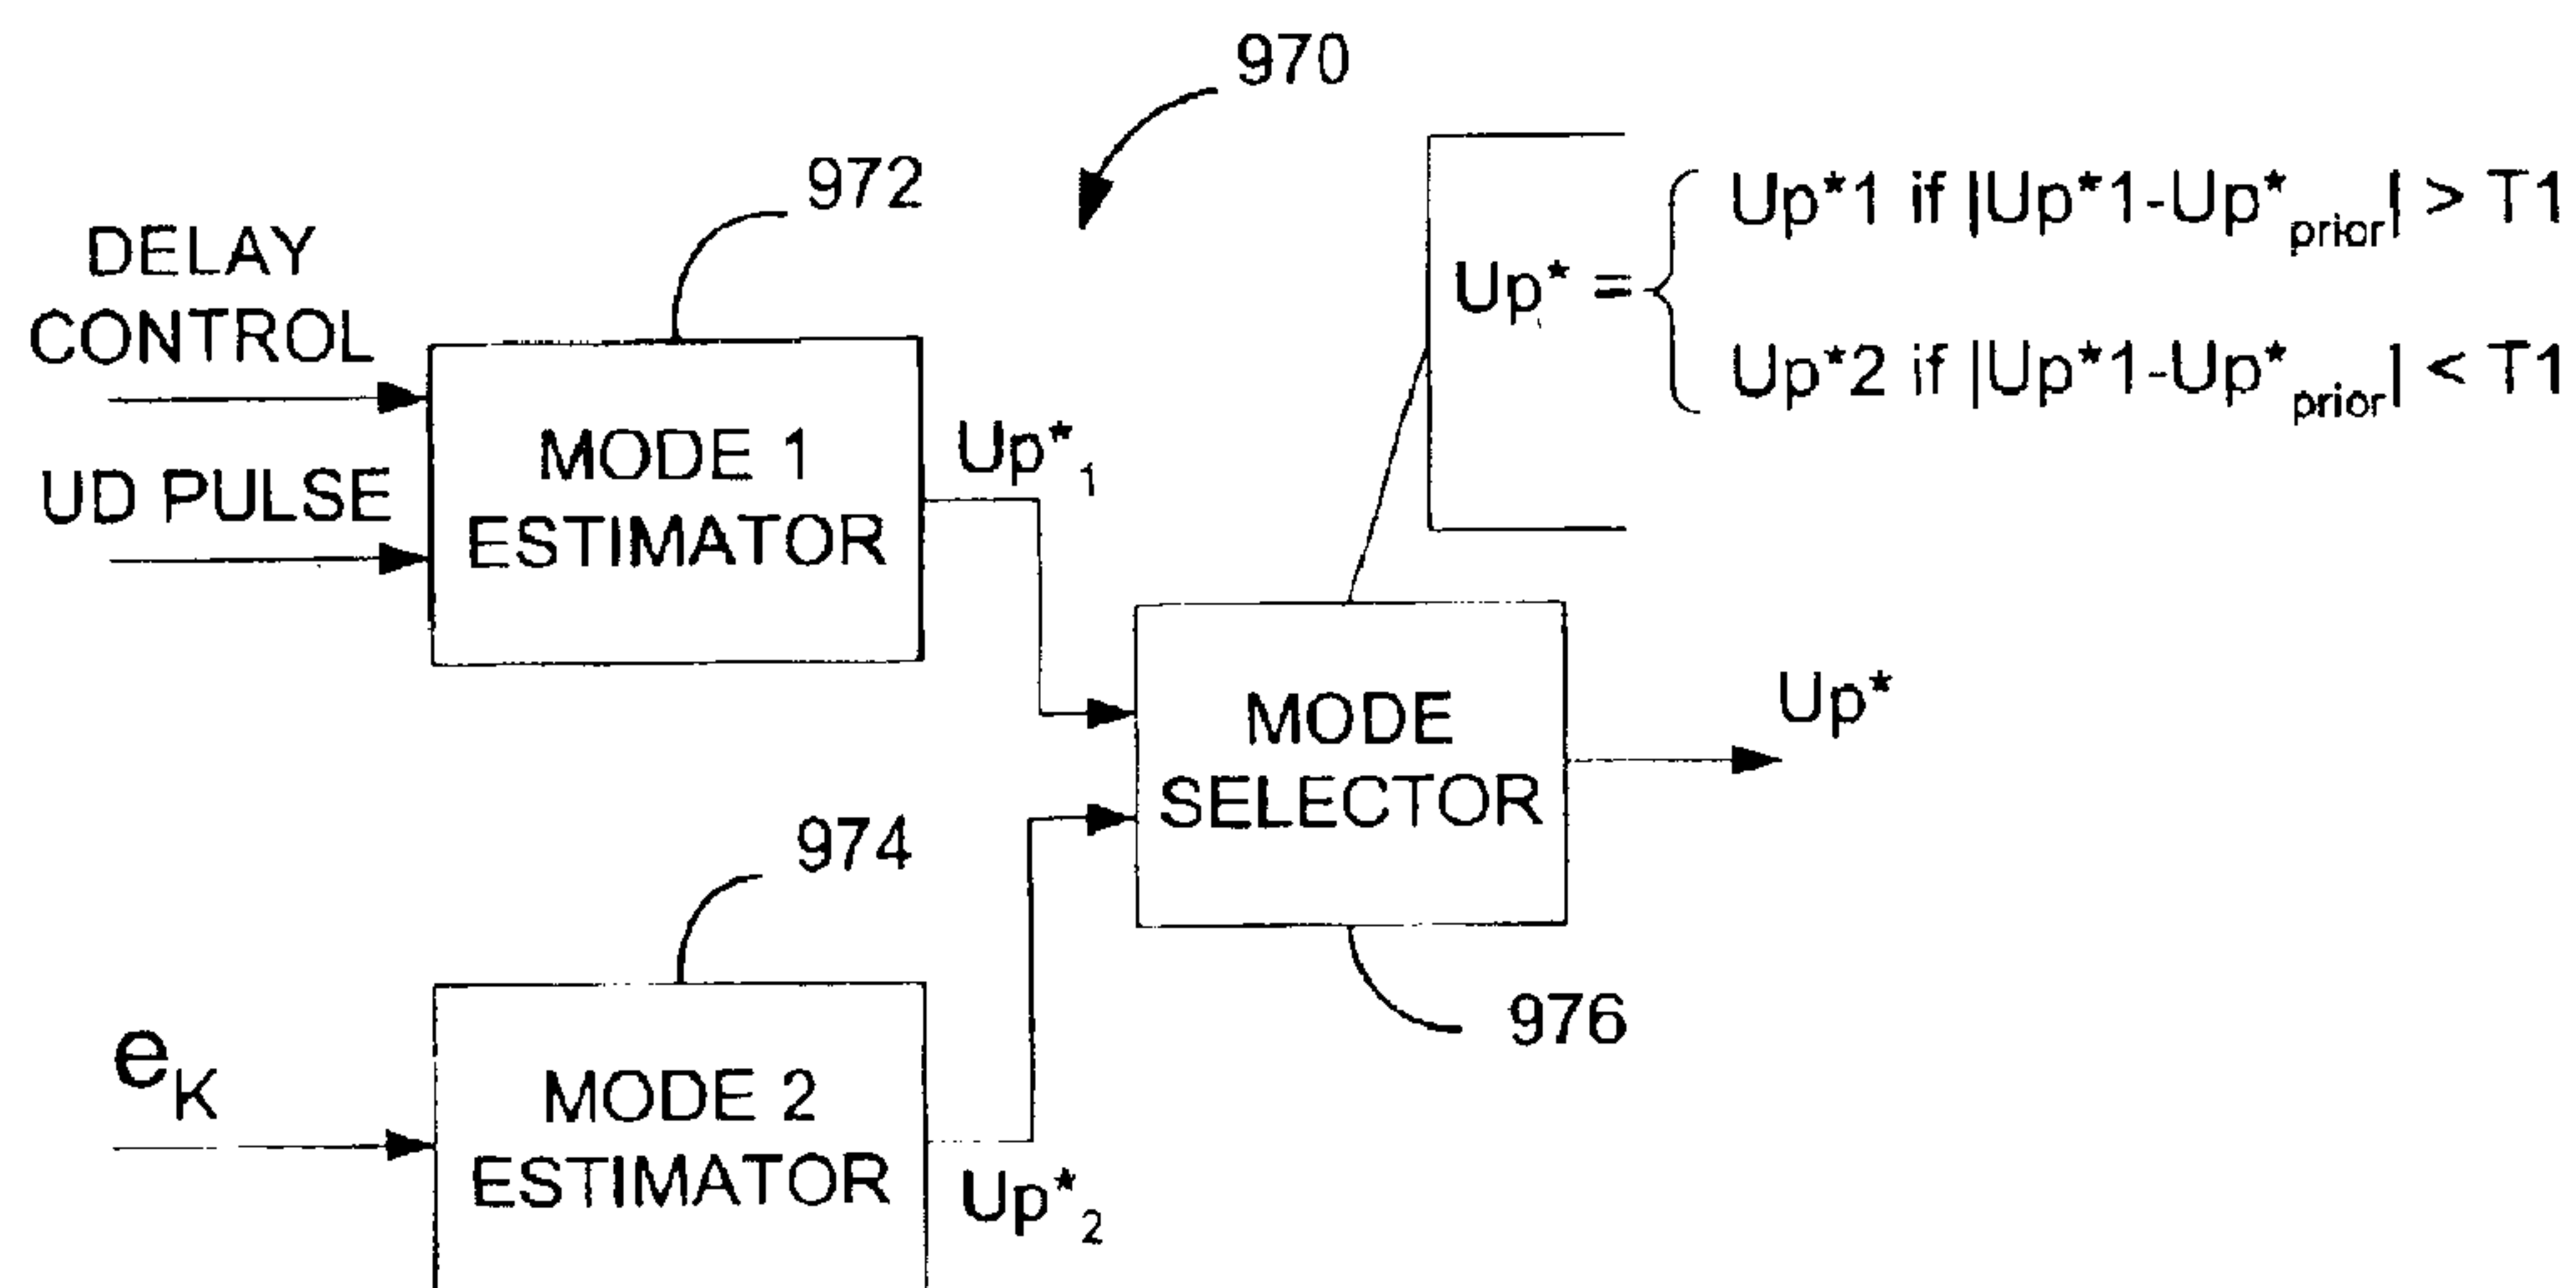 970
972
DELAY
CONTROL
UD PULSE
MODE 1
ESTIMATOR
Up*1
Up* =
Up*1 if |Up*1-Up*prior| > T1
Up*2 if |Up*1-Up*prior| < T1
MODE
SELECTOR
Up*
976
974
eK
MODE 2
ESTIMATOR
Up*2